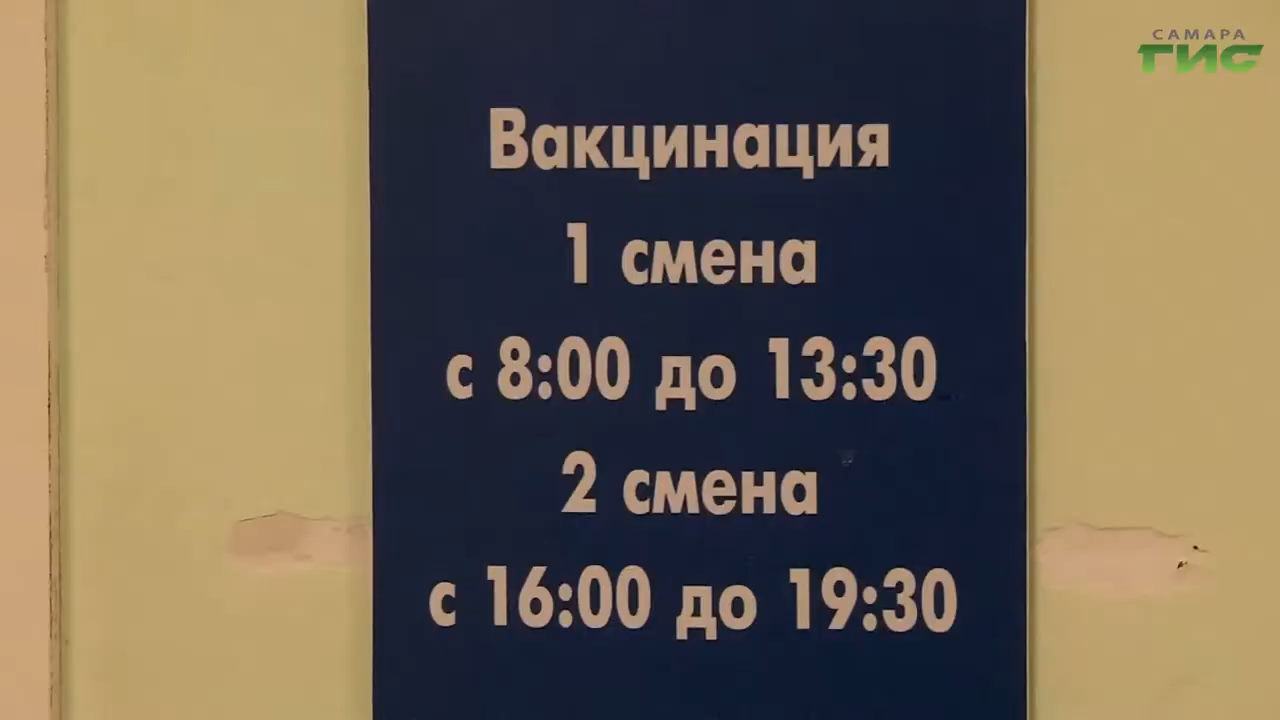 САМАРА
ГИС
Вакцинация
1 смена
с 8:00 до 13:30
2 смена
с 16:00 до 19:30